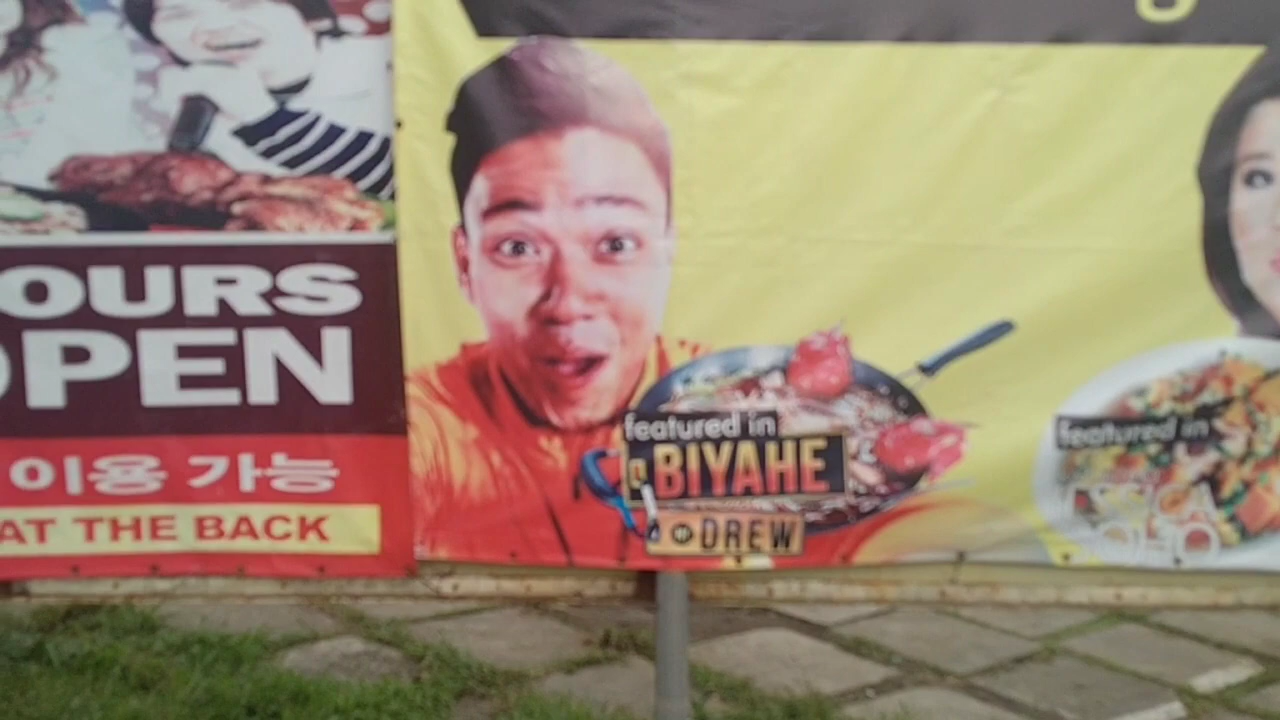 OURS
OPEN
이용 가능
AT THE BACK
featured in
BIYAHE
DREW
featured in